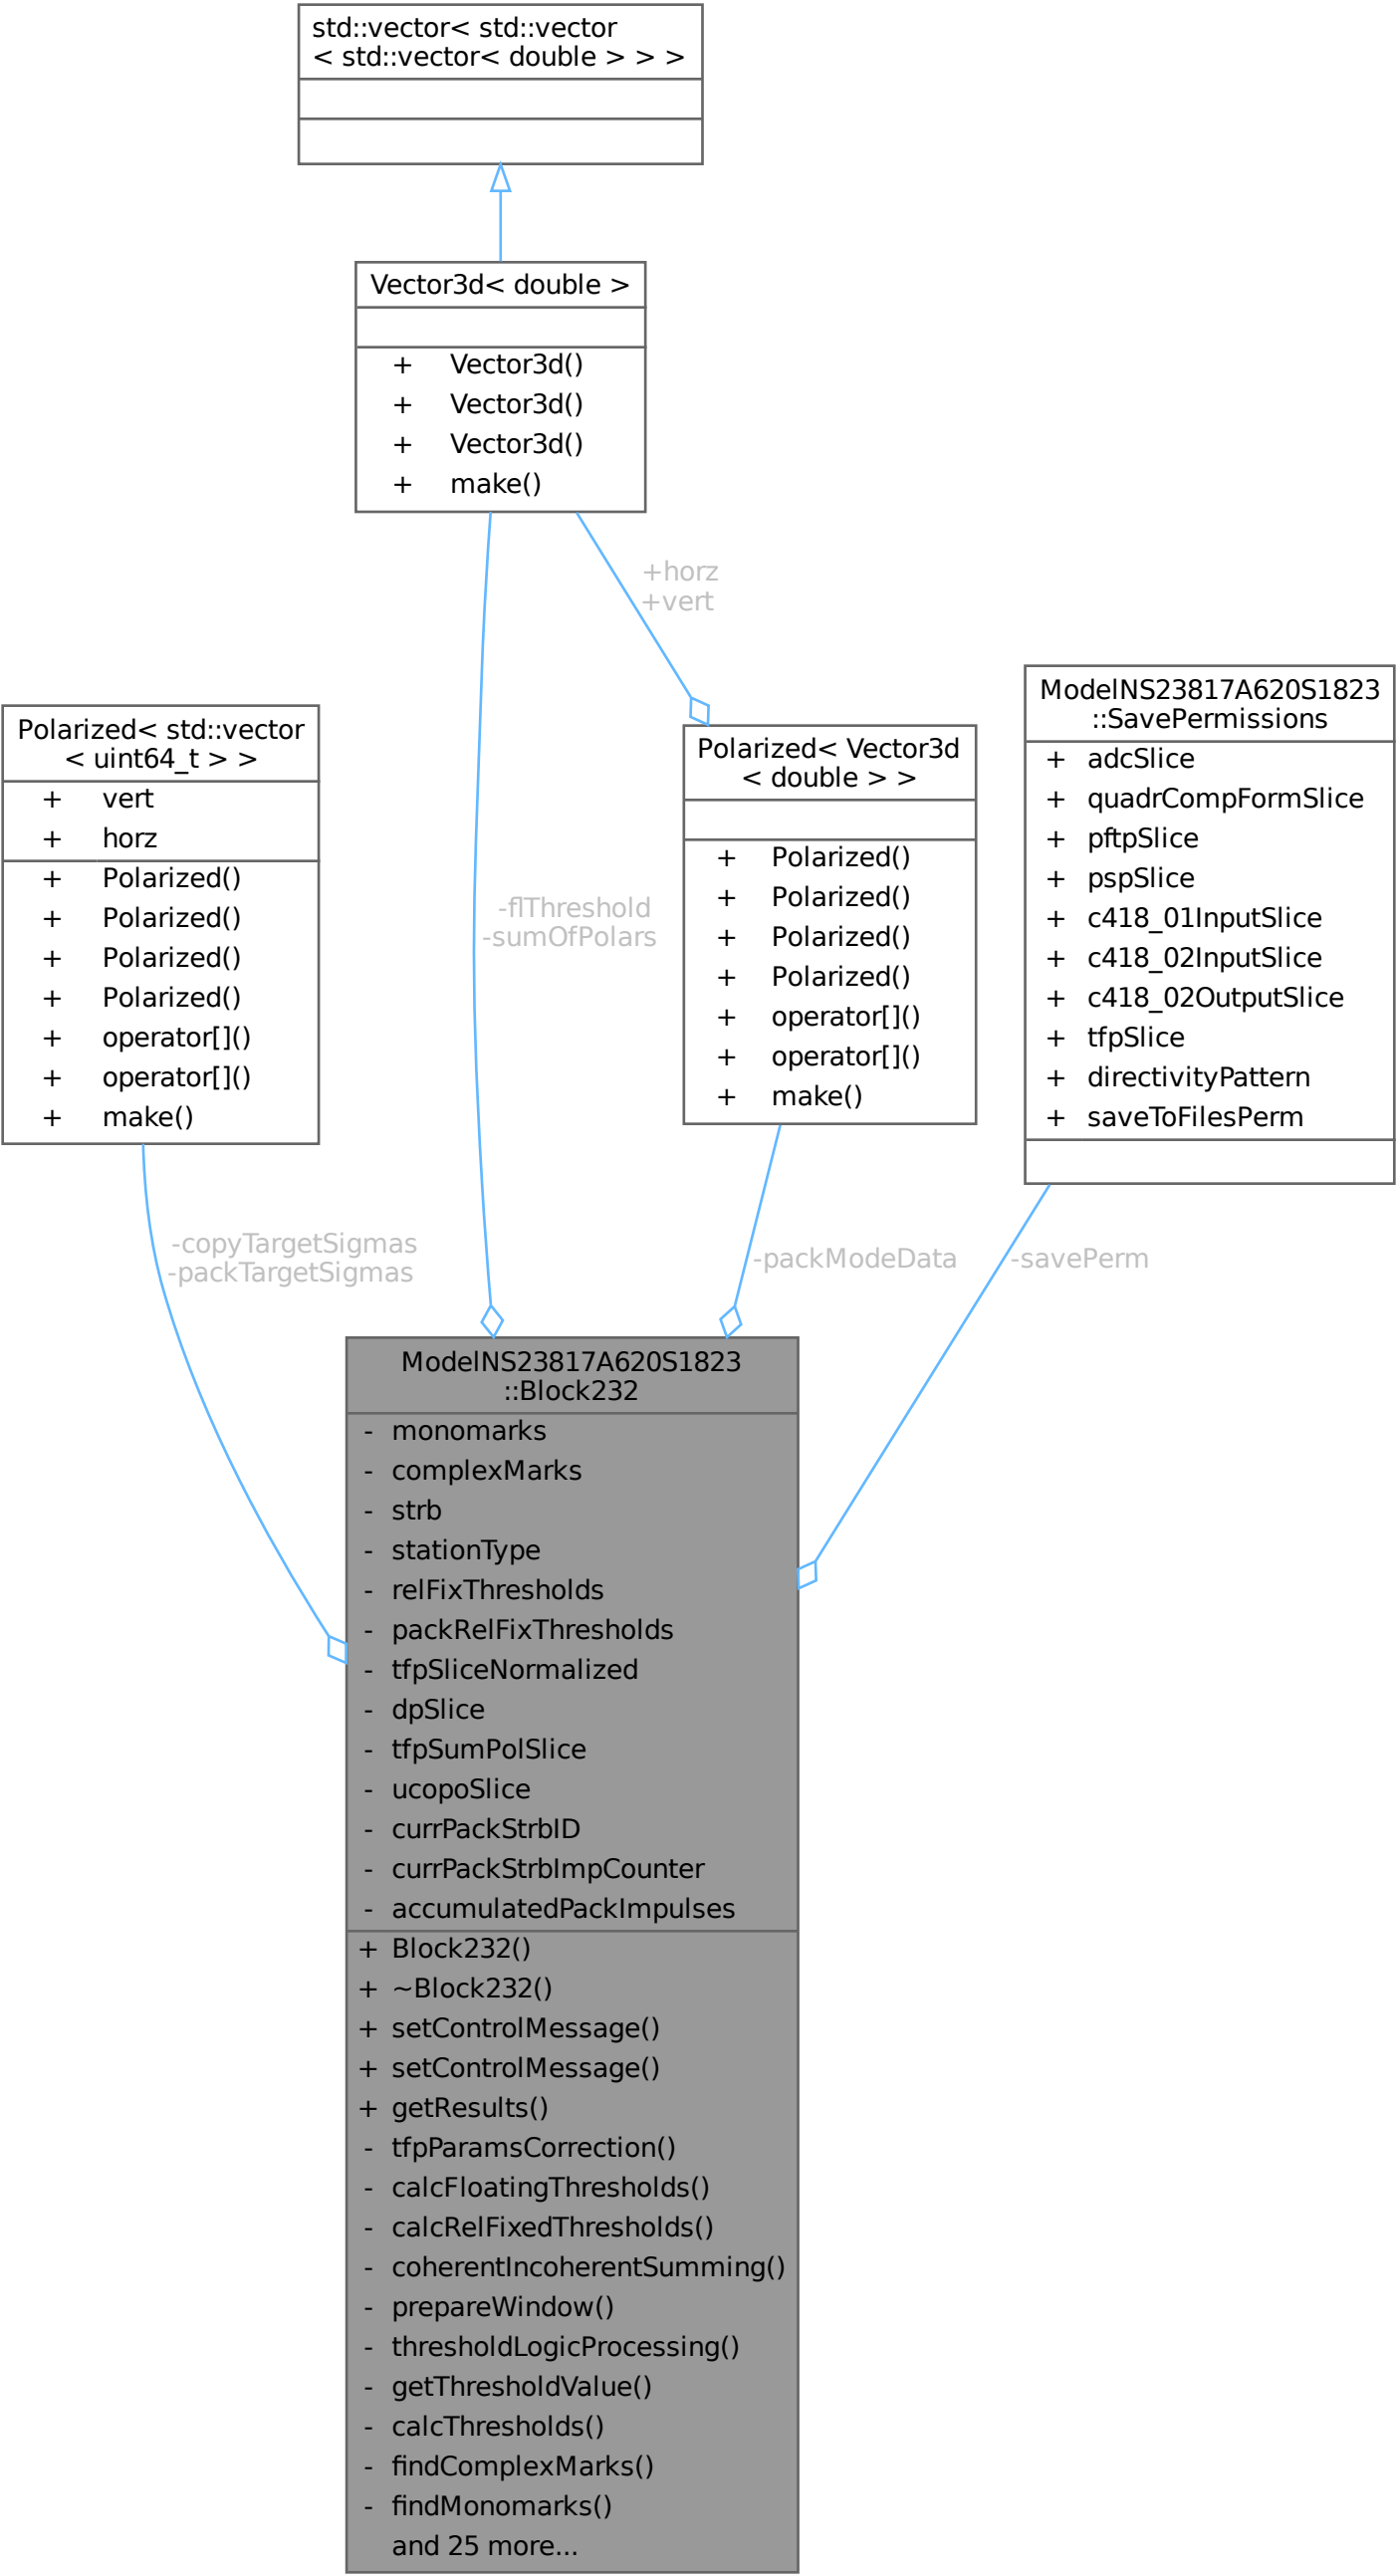 std::vector< std::vector
< std::vector< double > > >
Vector3d< double >
+ Vector3d()
+ Vector3d()
+ Vector3d()
+ make()
+horz
+vert
Polarized< std::vector
< uint64_t > >
+ vert
+ horz
+ Polarized()
+ Polarized()
+ Polarized()
+ Polarized()
+ operator[]()
+ operator[]()
+ make()
-flThreshold
-sumOfPolars
Polarized< Vector3d
< double > >
+ Polarized()
+ Polarized()
+ Polarized()
+ Polarized()
+ operator[]()
+ operator[]()
+ make()
ModelNS23817A620S1823
::SavePermissions
+ adcSlice
+ quadrCompFormSlice
+ pftpSlice
+ pspSlice
+ c418_01InputSlice
+ c418_02InputSlice
+ c418_02OutputSlice
+ tfpSlice
+ directivityPattern
+ saveToFilesPerm
-copyTargetSigmas
-packTargetSigmas
-packModeData
-savePerm
ModelNS23817A620S1823
::Block232
- monomarks
- complexMarks
- strb
- stationType
- relFixThresholds
- packRelFixThresholds
- tfpSliceNormalized
- dpSlice
- tfpSumPolSlice
- ucopoSlice
- currPackStrbID
- currPackStrbImpCounter
- accumulatedPackImpulses
+ Block232()
+ ~Block232()
+ setControlMessage()
+ setControlMessage()
+ getResults()
- tfpParamsCorrection()
- calcFloatingThresholds()
- calcRelFixedThresholds()
- coherentIncoherentSumming()
- prepareWindow()
- thresholdLogicProcessing()
- getThresholdValue()
- calcThresholds()
- findComplexMarks()
- findMonomarks()
and 25 more...